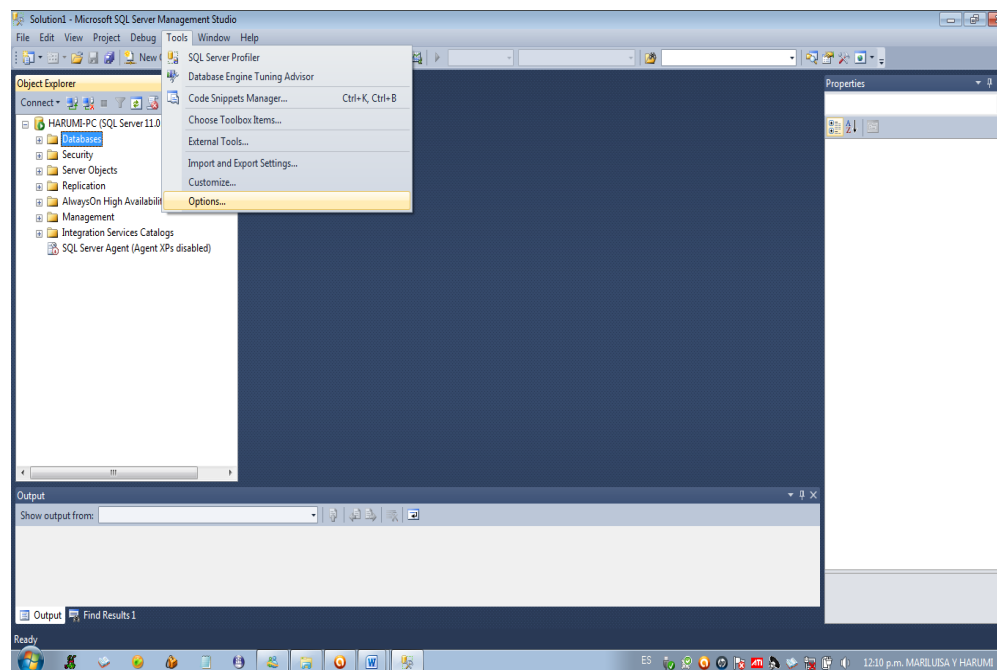 Solution1 - Microsoft SQL Server Management Studio
File Edit View Project Debug Tools Window Help
New
SQL Server Profiler
Database Engine Tuning Advisor
Code Snippets Manager... Ctrl+K, Ctrl+B
Choose Toolbox Items...
External Tools...
Import and Export Settings...
Customize...
Options...
Object Explorer
Connect
HARUMI-PC (SQL Server 11.0
Databases
Security
Server Objects
Replication
AlwaysOn High Availabilit
Management
Integration Services Catalogs
SQL Server Agent (Agent XPs disabled)
Properties
Output
Show output from:
Output Find Results 1
Ready
ES 12:10 p.m. MARILUISA Y HARUMI